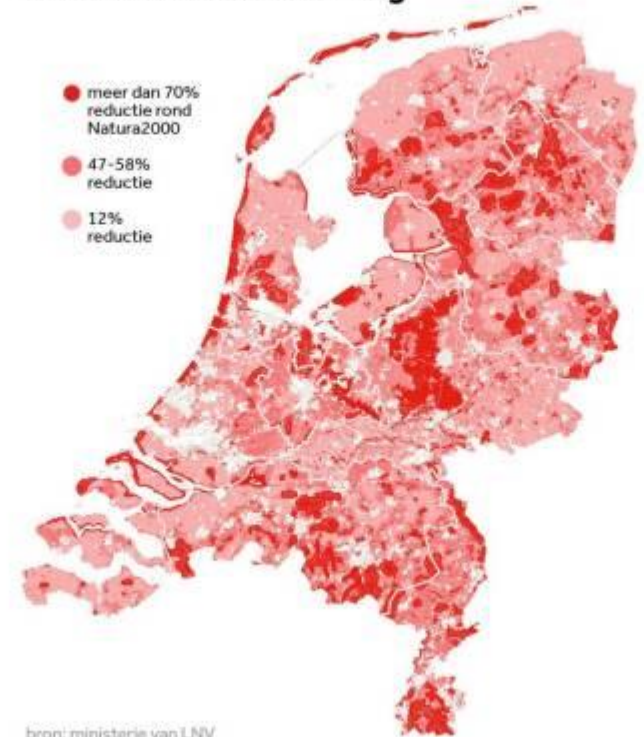 meer dan 70%
reductie rond
Natura2000
47-58%
reductie
12%
reductie
bron: ministerie van LNV